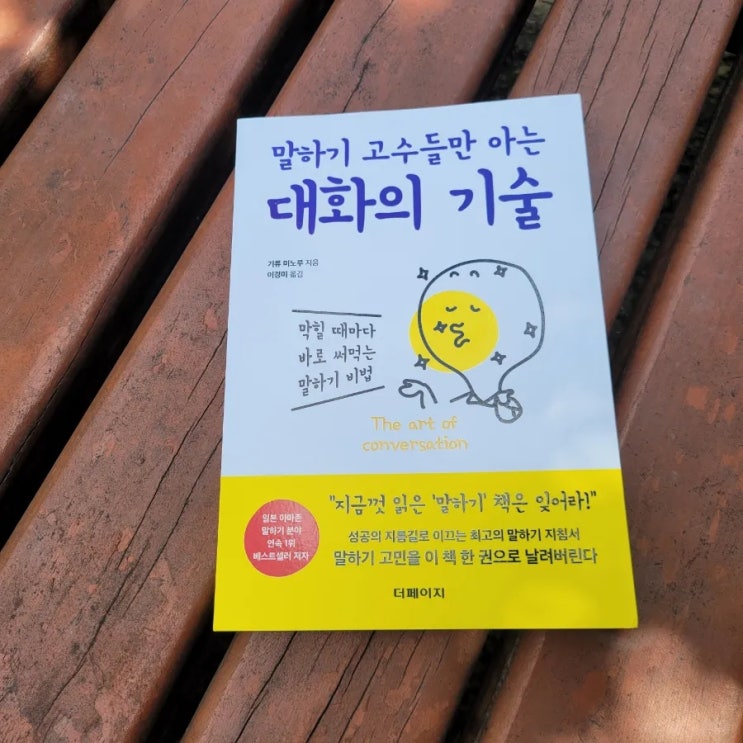 말하기 고수들만 아는
대화의 기술
기류 미노루 지음
이경미 옮김
막힐 때마다
바로 써먹는
말하기 비법
The art of
conversation
"지금껏 읽은 '말하기' 책은 잊어라!"
일본 아마존
말하기 분야
연속 1위
베스트셀러 저자
성공의 지름길로 이끄는 최고의 말하기 지침서
말하기 고민을 이 책 한 권으로 날려버린다
더페이지